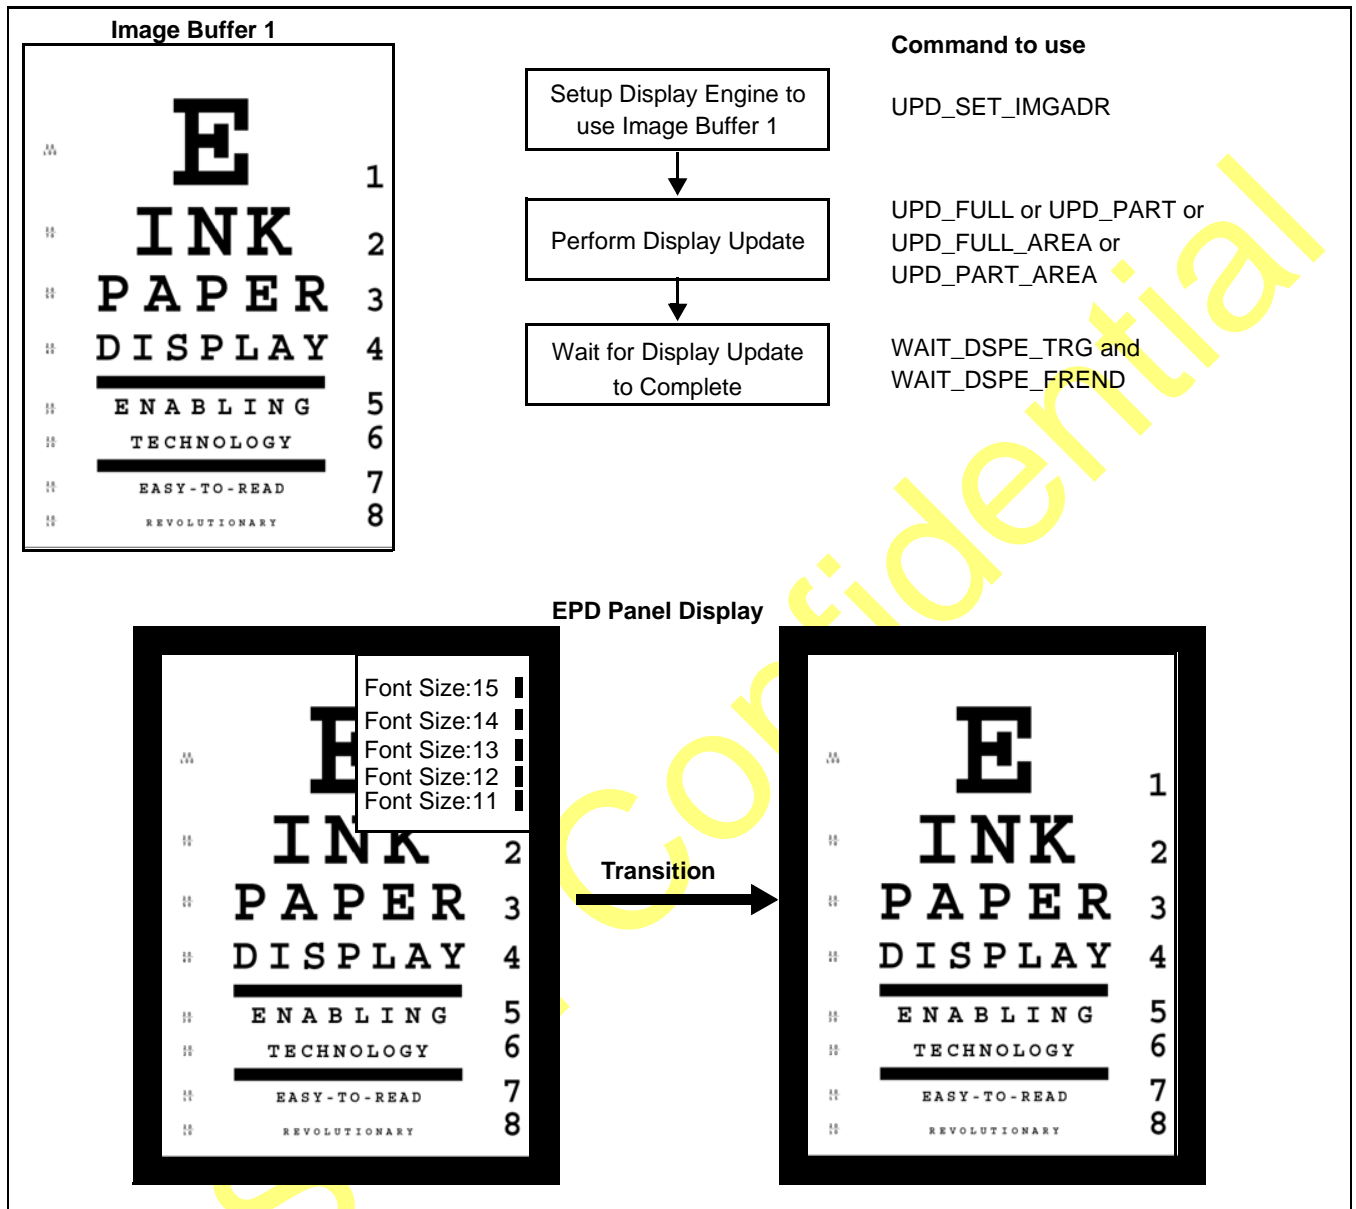 Image Buffer 1
E
1
INK
2
PAPER
3
DISPLAY
4
ENABLING
5
TECHNOLOGY
6
EASY-TO-READ
7
REVOLUTIONARY
8
Command to use
Setup Display Engine to
use Image Buffer 1
UPD_SET_IMGADR
Perform Display Update
UPD_FULL or UPD_PART or
UPD_FULL_AREA or
UPD_PART_AREA
Wait for Display Update
to Complete
WAIT_DSPE_TRG and
WAIT_DSPE_FREND
EPD Panel Display
Font Size:15
Font Size:14
Font Size:13
Font Size:12
Font Size:11
E
INK
2
PAPER
3
DISPLAY
4
ENABLING
5
TECHNOLOGY
6
EASY-TO-READ
7
REVOLUTIONARY
8
Transition
E
1
INK
2
PAPER
3
DISPLAY
4
ENABLING
5
TECHNOLOGY
6
EASY-TO-READ
7
REVOLUTIONARY
8
Confidential